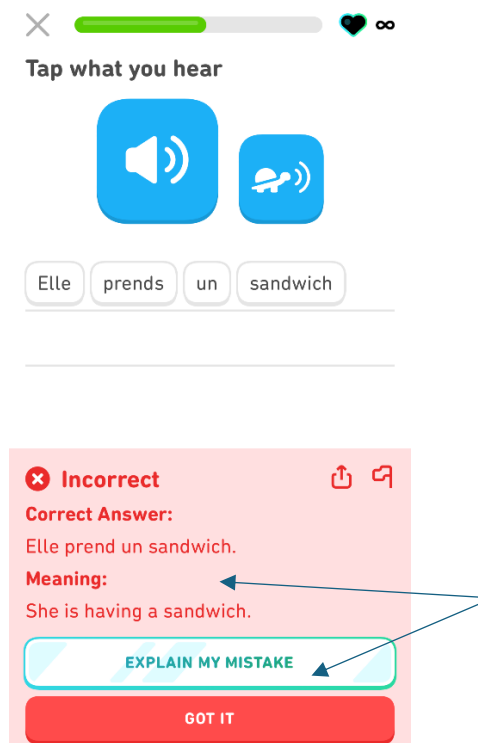 ∞
Tap what you hear
Elle prends un sandwich
Incorrect
Correct Answer:
Elle prend un sandwich.
Meaning:
She is having a sandwich.
EXPLAIN MY MISTAKE
GOT IT